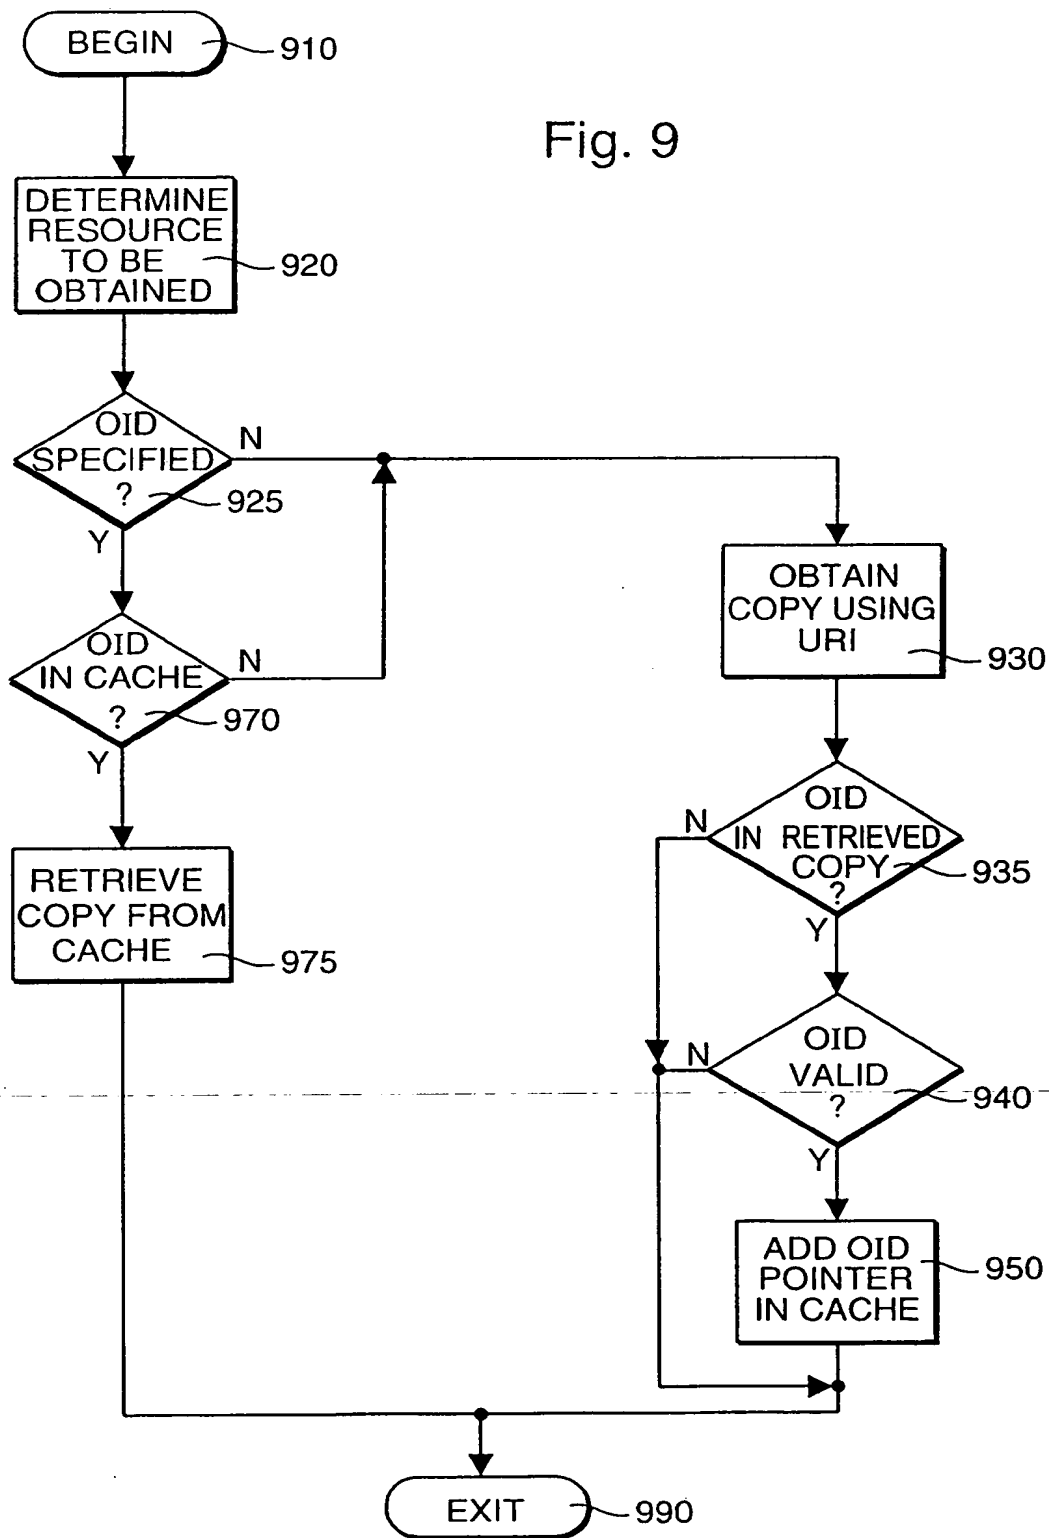 BEGIN
910
Fig. 9
DETERMINE
RESOURCE
TO BE
OBTAINED
920
OID
SPECIFIED
?
925
N
Y
OID
IN CACHE
?
970
N
Y
RETRIEVE
COPY FROM
CACHE
975
OBTAIN
COPY USING
URI
930
OID
IN RETRIEVED
COPY
?
935
N
Y
OID
VALID
?
940
N
Y
ADD OID
POINTER
IN CACHE
950
EXIT
990